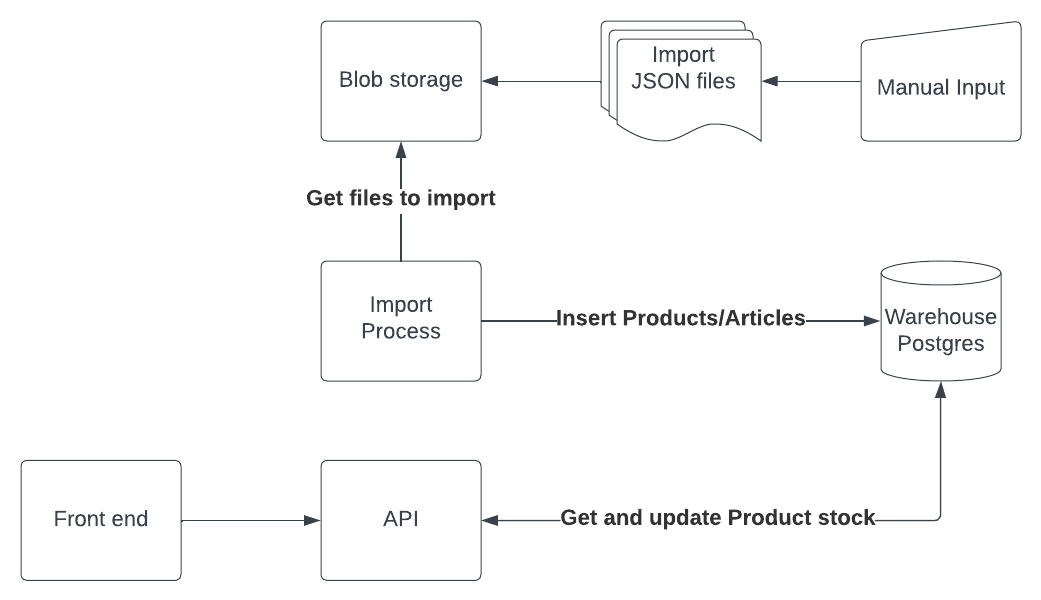 Blob storage
Import
JSON files
Manual Input
Get files to import
Import
Process
Insert Products/Articles
Warehouse
Postgres
Front end
API
Get and update Product stock